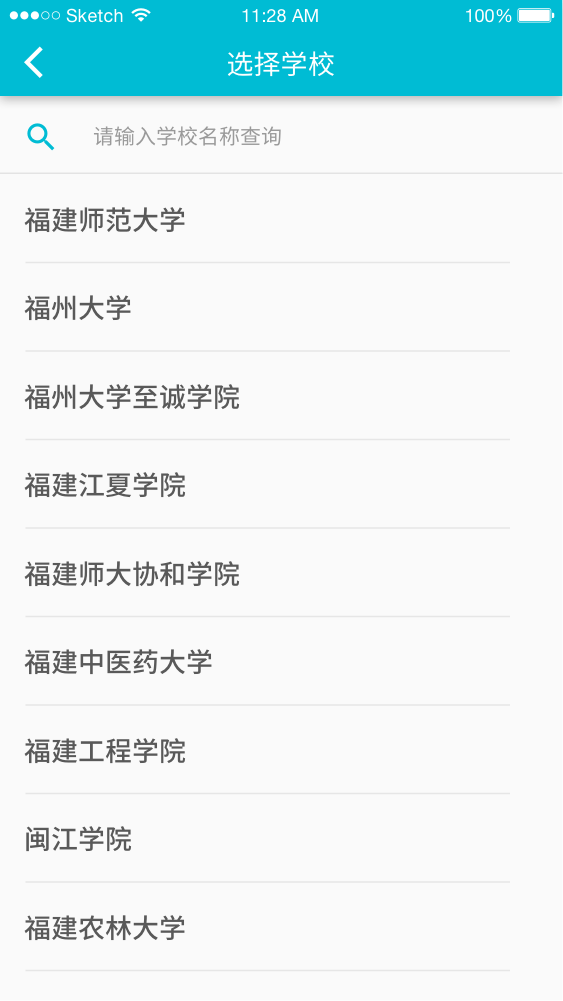 Sketch 11:28 AM 100%
选择学校
请输入学校名称查询
福建师范大学
福州大学
福州大学至诚学院
福建江夏学院
福建师大协和学院
福建中医药大学
福建工程学院
闽江学院
福建农林大学